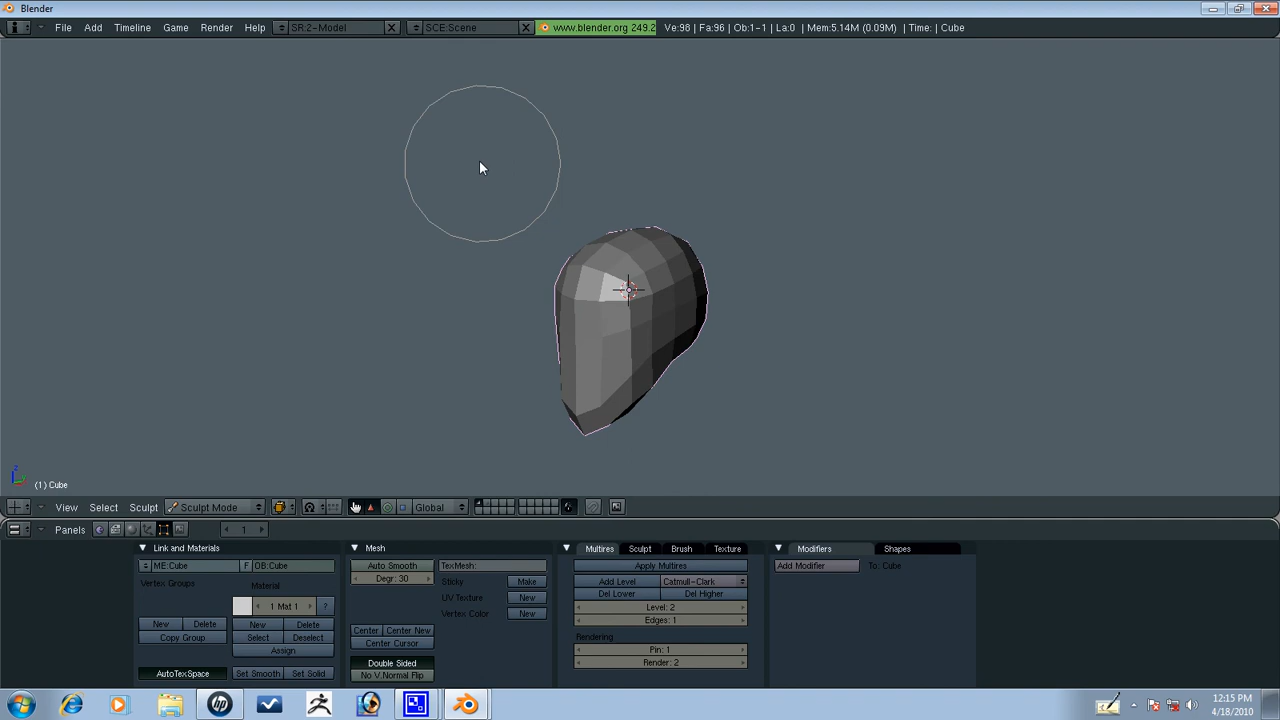 Blender
File Add Timeline Game Render Help SR:2-Model SCE:Scene www.blender.org 249.2 Ve:98 | Fa:96 | Ob:1-1 | La:0 | Mem:5.14M (0.09M) | Time: | Cube
(1) Cube
View Select Sculpt Sculpt Mode Global
Panels 1
Link and Materials Mesh Multires Sculpt Brush Texture Modifiers Shapes
ME:Cube F OB:Cube Auto Smooth TexMesh: Apply Multires Add Modifier To: Cube
Vertex Groups Material Degr: 30 Sticky Make Add Level Catmull-Clark
Del Lower Del Higher
1 Mat 1 ? UV Texture New Level: 2
Vertex Color New Edges: 1
New Delete New Delete Center Center New Rendering
Copy Group Select Deselect Center Cursor Pin: 1
Assign
Double Sided Render: 2
AutoTexSpace Set Smooth Set Solid No V.Normal Flip
12:15 PM
4/18/2010